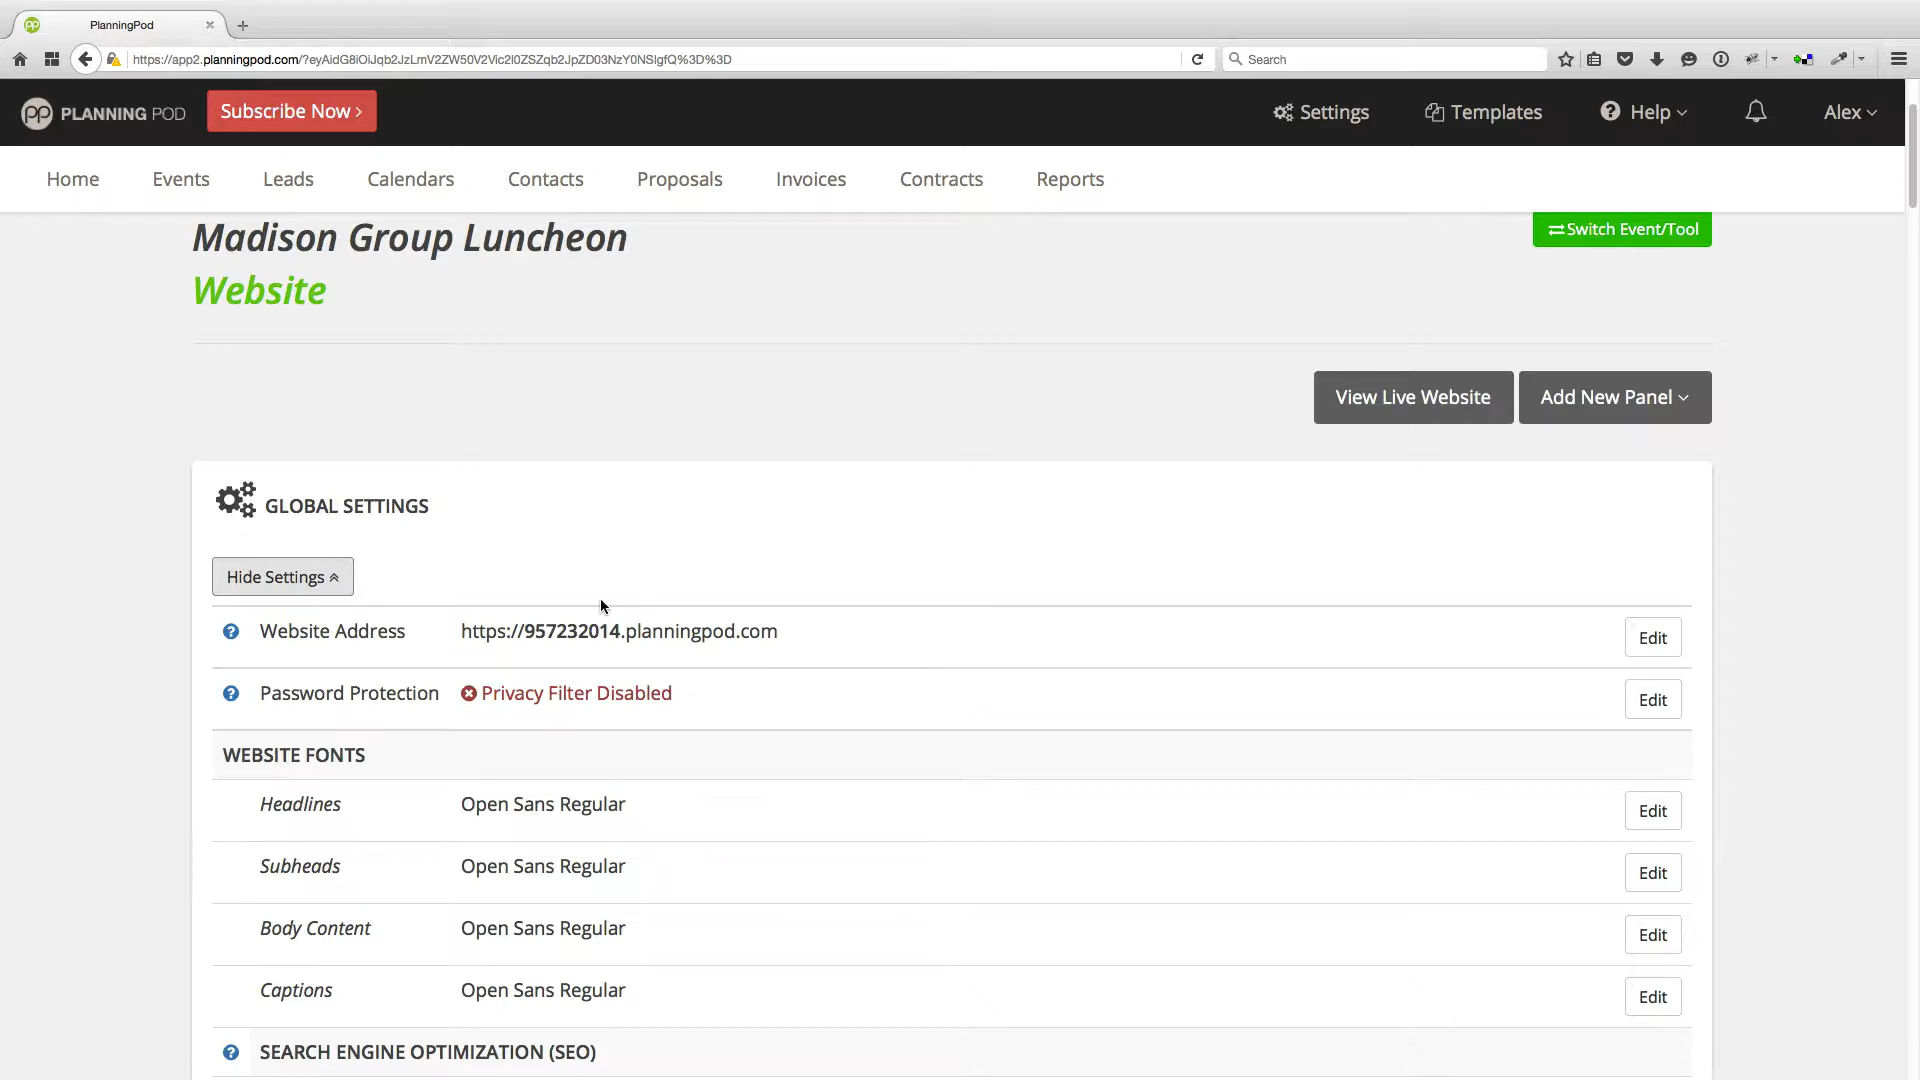 PlanningPod
https://app2.planningpod.com/?eyAidG8iOiJqb2JzLmV2ZW50V2Vic2l0ZSZqb2JpZD03NzY0NSIgfQ%3D%3D
Search
PLANNING POD
Subscribe Now
Settings
Templates
Help
Alex
Home
Events
Leads
Calendars
Contacts
Proposals
Invoices
Contracts
Reports
Madison Group Luncheon
Switch Event/Tool
Website
View Live Website
Add New Panel
GLOBAL SETTINGS
Hide Settings
Website Address
https://957232014.planningpod.com
Edit
Password Protection
Privacy Filter Disabled
Edit
WEBSITE FONTS
Headlines
Open Sans Regular
Edit
Subheads
Open Sans Regular
Edit
Body Content
Open Sans Regular
Edit
Captions
Open Sans Regular
Edit
SEARCH ENGINE OPTIMIZATION (SEO)